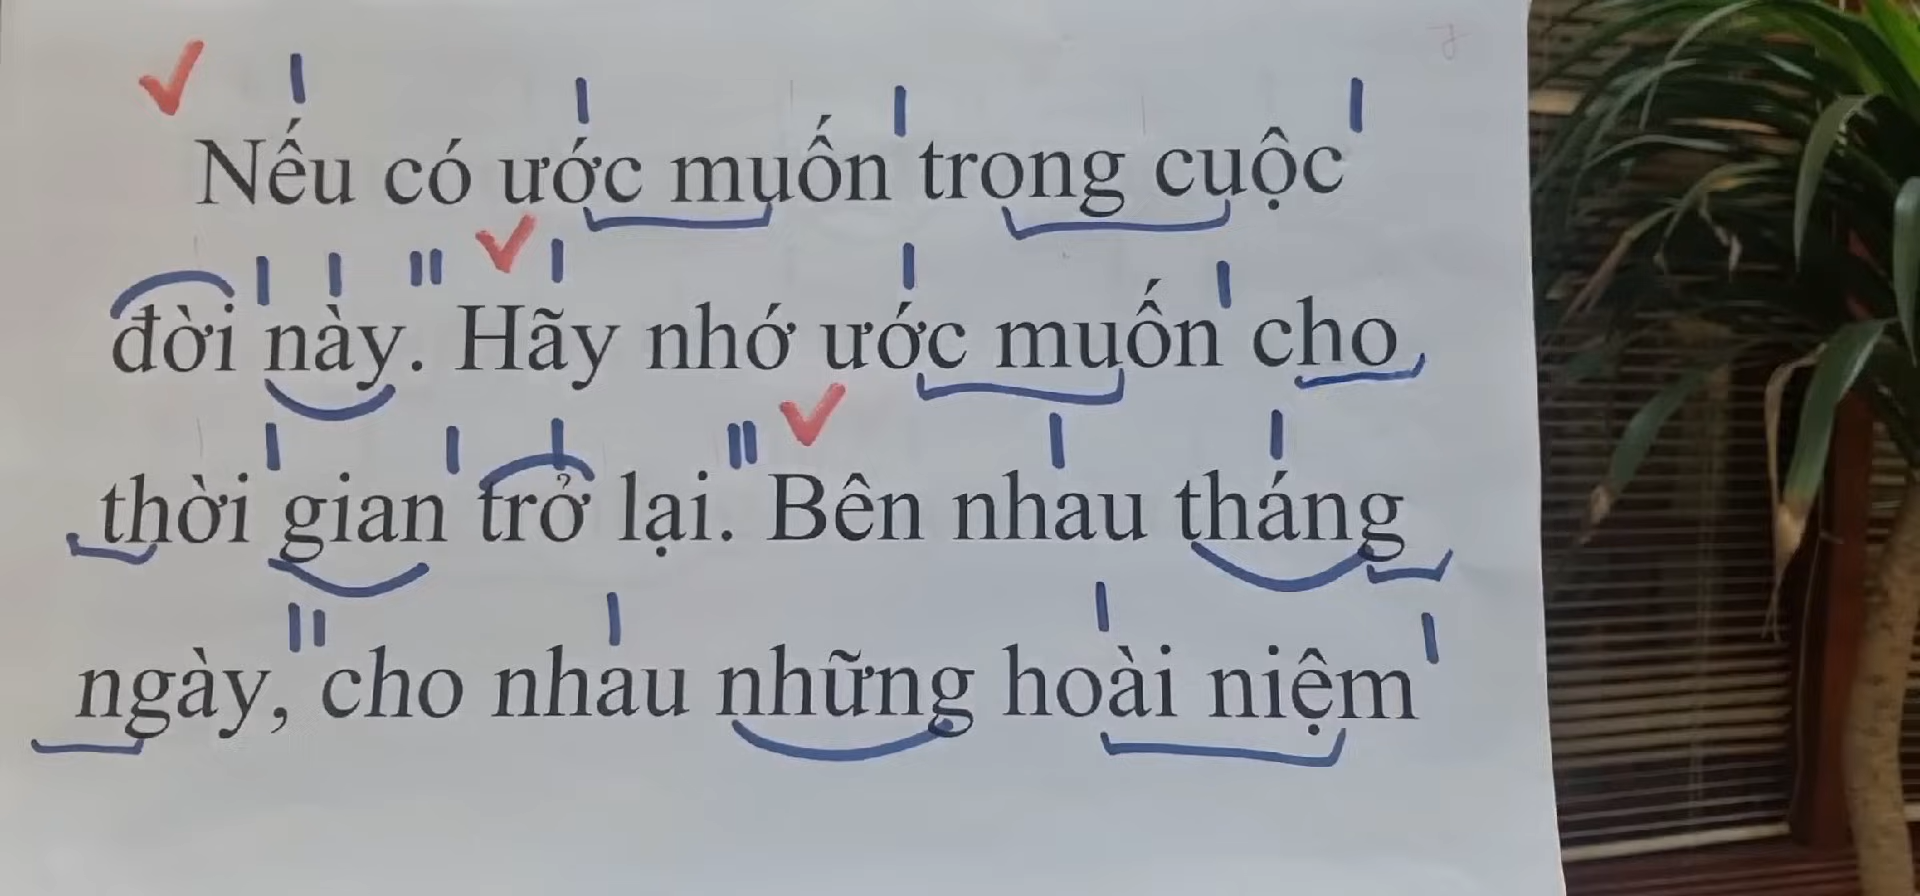 Nếu có ước muốn trong cuộc
đời này. Hãy nhớ ước muốn cho
thời gian trở lại. Bên nhau tháng
ngày, cho nhau những hoài niệm